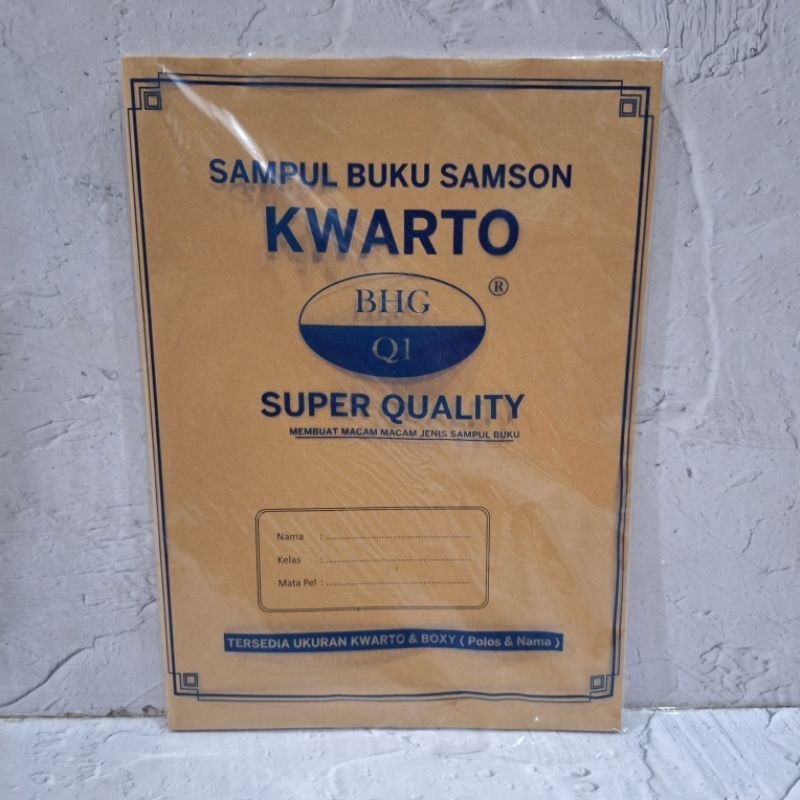 SAMPUL BUKU SAMSON
KWARTO
®
BHG
Q1
SUPER QUALITY
MEMBUAT MACAM MACAM JENIS SAMPUL BUKU
Nama : ..........................................
Kelas : ..........................................
Mata Pel : ..........................................
TERSEDIA UKURAN KWARTO & BOXY ( Polos & Nama )